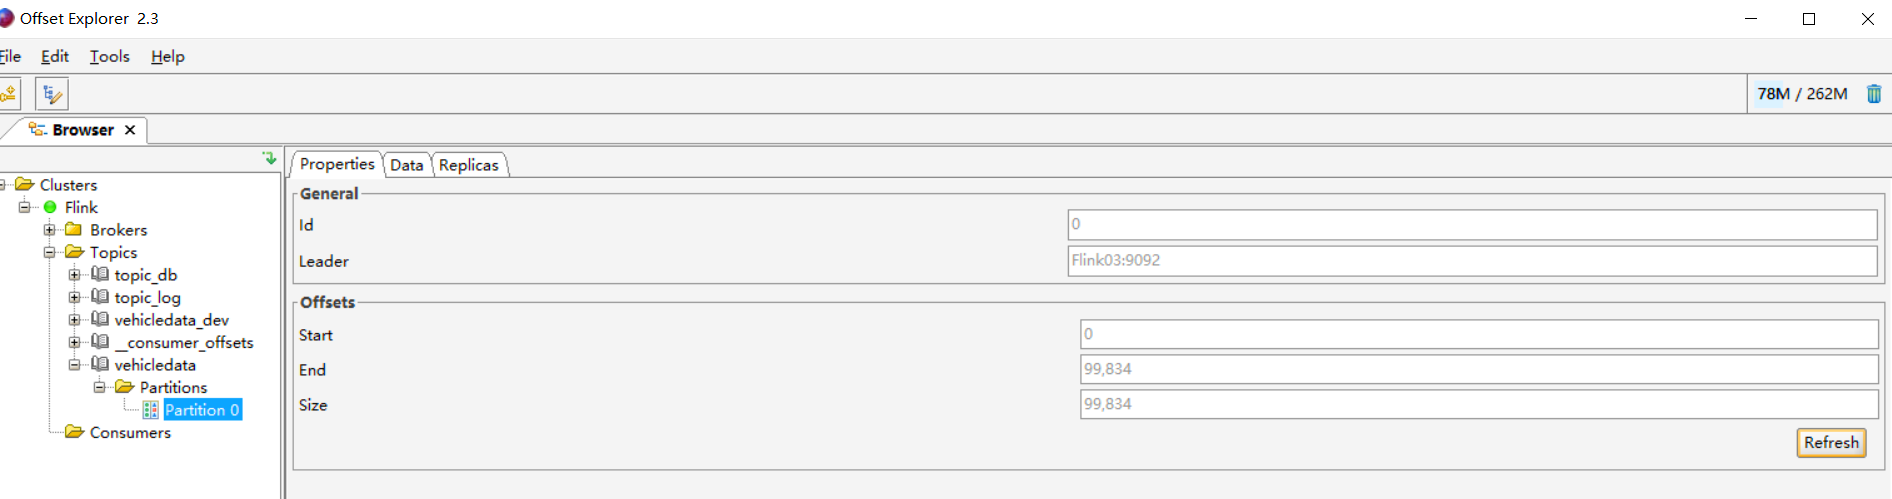 Offset Explorer 2.3
File Edit Tools Help
78M / 262M
Browser
Properties Data Replicas
Clusters
Flink
Brokers
Topics
topic_db
topic_log
vehicledata_dev
__consumer_offsets
vehicledata
Partitions
Partition 0
Consumers
General
Id 0
Leader Flink03:9092
Offsets
Start 0
End 99,834
Size 99,834
Refresh